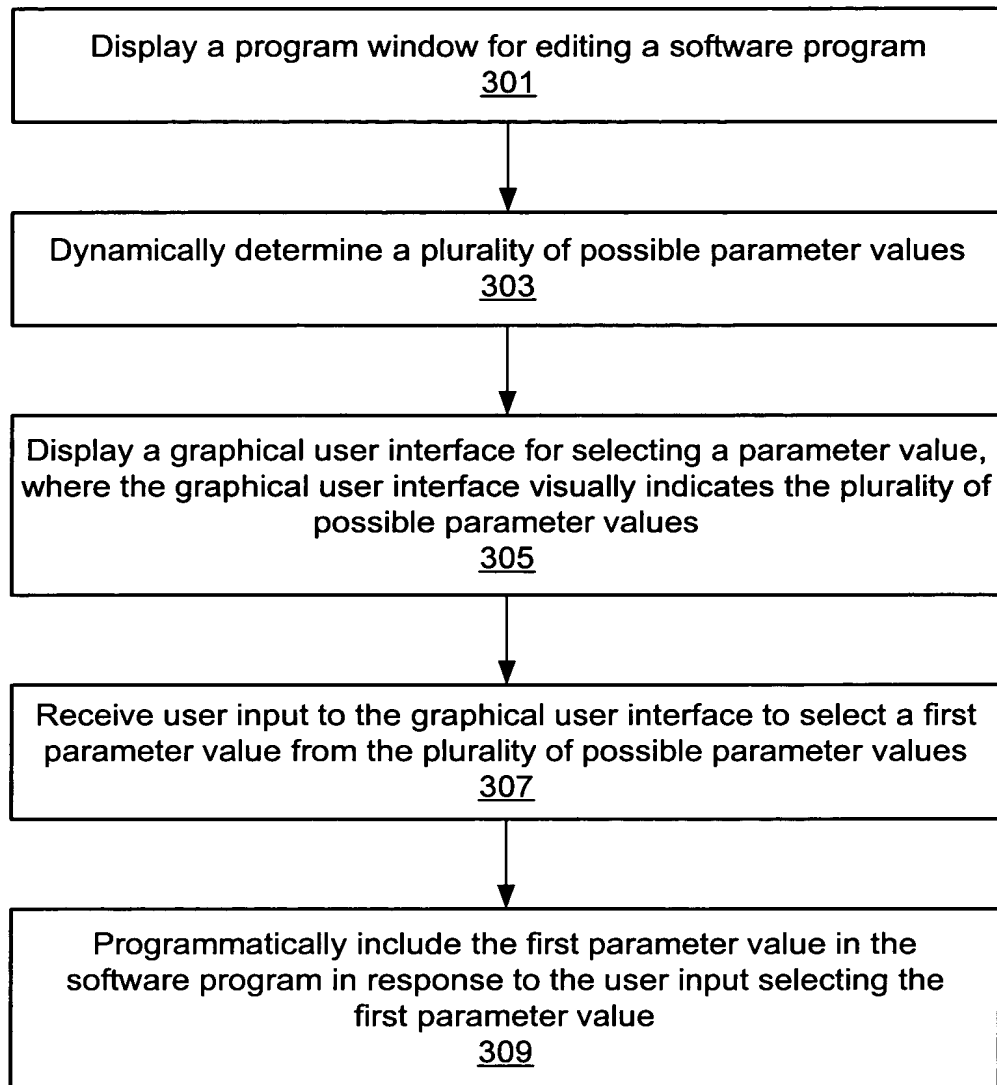 Display a program window for editing a software program
301
Dynamically determine a plurality of possible parameter values
303
Display a graphical user interface for selecting a parameter value,
where the graphical user interface visually indicates the plurality of
possible parameter values
305
Receive user input to the graphical user interface to select a first
parameter value from the plurality of possible parameter values
307
Programmatically include the first parameter value in the
software program in response to the user input selecting the
first parameter value
309